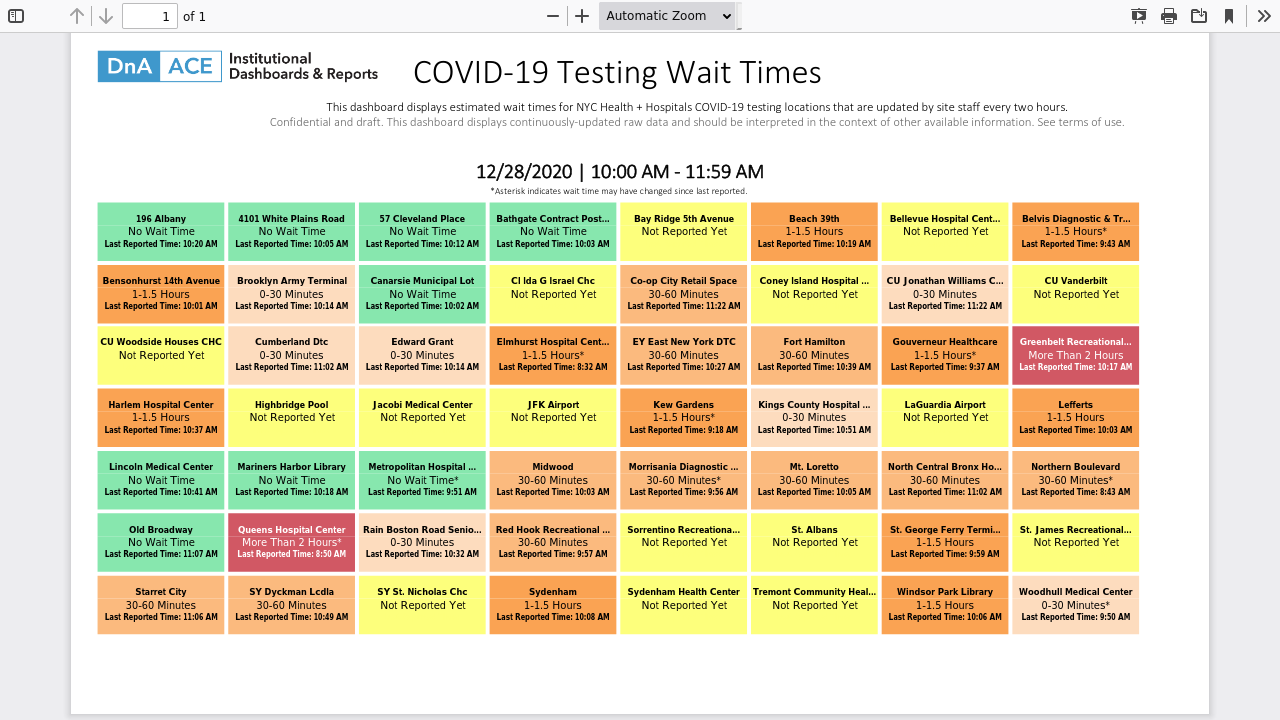 1 of 1 Automatic Zoom
DnA ACE Institutional
Dashboards & Reports
COVID-19 Testing Wait Times
This dashboard displays estimated wait times for NYC Health + Hospitals COVID-19 testing locations that are updated by site staff every two hours.
Confidential and draft. This dashboard displays continuously-updated raw data and should be interpreted in the context of other available information. See terms of use.
12/28/2020 | 10:00 AM - 11:59 AM
*Asterisk indicates wait time may have changed since last reported.
196 Albany
No Wait Time
Last Reported Time: 10:20 AM
4101 White Plains Road
No Wait Time
Last Reported Time: 10:05 AM
57 Cleveland Place
No Wait Time
Last Reported Time: 10:12 AM
Bathgate Contract Post...
No Wait Time
Last Reported Time: 10:03 AM
Bay Ridge 5th Avenue
Not Reported Yet
Beach 39th
1-1.5 Hours
Last Reported Time: 10:19 AM
Bellevue Hospital Cent...
Not Reported Yet
Belvis Diagnostic & Tr...
1-1.5 Hours*
Last Reported Time: 9:43 AM
Bensonhurst 14th Avenue
1-1.5 Hours
Last Reported Time: 10:01 AM
Brooklyn Army Terminal
0-30 Minutes
Last Reported Time: 10:14 AM
Canarsie Municipal Lot
No Wait Time
Last Reported Time: 10:02 AM
CI Ida G Israel Chc
Not Reported Yet
Co-op City Retail Space
30-60 Minutes
Last Reported Time: 11:22 AM
Coney Island Hospital ...
Not Reported Yet
CU Jonathan Williams C...
0-30 Minutes
Last Reported Time: 11:22 AM
CU Vanderbilt
Not Reported Yet
CU Woodside Houses CHC
Not Reported Yet
Cumberland Dtc
0-30 Minutes
Last Reported Time: 11:02 AM
Edward Grant
0-30 Minutes
Last Reported Time: 10:14 AM
Elmhurst Hospital Cent...
1-1.5 Hours*
Last Reported Time: 8:32 AM
EY East New York DTC
30-60 Minutes
Last Reported Time: 10:27 AM
Fort Hamilton
30-60 Minutes
Last Reported Time: 10:39 AM
Gouverneur Healthcare
1-1.5 Hours*
Last Reported Time: 9:37 AM
Greenbelt Recreational...
More Than 2 Hours
Last Reported Time: 10:17 AM
Harlem Hospital Center
1-1.5 Hours
Last Reported Time: 10:37 AM
Highbridge Pool
Not Reported Yet
Jacobi Medical Center
Not Reported Yet
JFK Airport
Not Reported Yet
Kew Gardens
1-1.5 Hours*
Last Reported Time: 9:18 AM
Kings County Hospital ...
0-30 Minutes
Last Reported Time: 10:51 AM
LaGuardia Airport
Not Reported Yet
Lefferts
1-1.5 Hours
Last Reported Time: 10:03 AM
Lincoln Medical Center
No Wait Time
Last Reported Time: 10:41 AM
Mariners Harbor Library
No Wait Time
Last Reported Time: 10:18 AM
Metropolitan Hospital ...
No Wait Time*
Last Reported Time: 9:51 AM
Midwood
30-60 Minutes
Last Reported Time: 10:03 AM
Morrisania Diagnostic ...
30-60 Minutes*
Last Reported Time: 9:56 AM
Mt. Loretto
30-60 Minutes
Last Reported Time: 10:05 AM
North Central Bronx Ho...
30-60 Minutes
Last Reported Time: 11:02 AM
Northern Boulevard
30-60 Minutes*
Last Reported Time: 8:43 AM
Old Broadway
No Wait Time
Last Reported Time: 11:07 AM
Queens Hospital Center
More Than 2 Hours*
Last Reported Time: 8:50 AM
Rain Boston Road Senio...
0-30 Minutes
Last Reported Time: 10:32 AM
Red Hook Recreational ...
30-60 Minutes
Last Reported Time: 9:57 AM
Sorrentino Recreationa...
Not Reported Yet
St. Albans
Not Reported Yet
St. George Ferry Termi...
1-1.5 Hours
Last Reported Time: 9:59 AM
St. James Recreational...
Not Reported Yet
Starret City
30-60 Minutes
Last Reported Time: 11:06 AM
SY Dyckman Lcdla
30-60 Minutes
Last Reported Time: 10:49 AM
SY St. Nicholas Chc
Not Reported Yet
Sydenham
1-1.5 Hours
Last Reported Time: 10:08 AM
Sydenham Health Center
Not Reported Yet
Tremont Community Heal...
Not Reported Yet
Windsor Park Library
1-1.5 Hours
Last Reported Time: 10:06 AM
Woodhull Medical Center
0-30 Minutes*
Last Reported Time: 9:50 AM